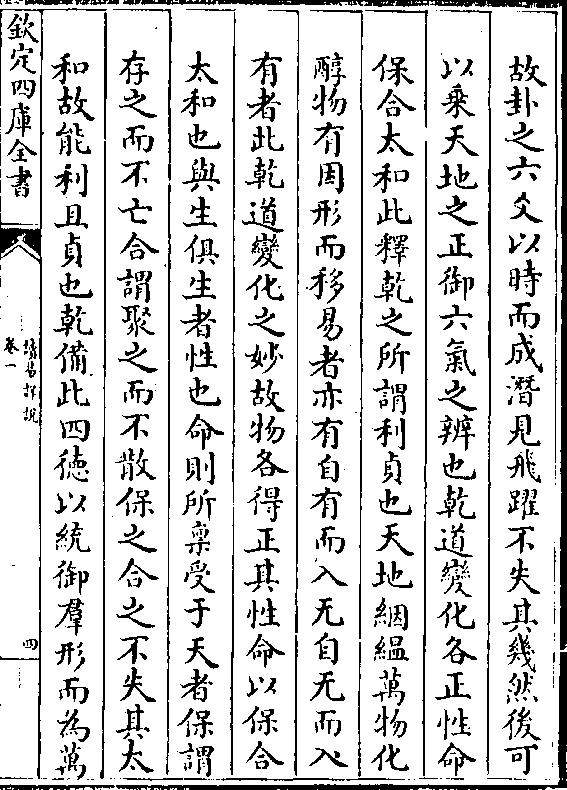 故卦之六爻以時而成潛見飛躍不失其幾然後可
以乘天地之正御六氣之辨也乾道變化各正性命
保合太和此釋乾之所謂利貞也天地絪縕萬物化
醇物有因形而移易者亦有自有而入无自无而入
有者此乾道變化之妙故物各得正其性命以保合
太和也與生俱生者性也命則所稟受于天者保謂
存之而不亡合謂聚之而不散保之合之不失其太
和故能利且貞也乾備此四徳以統御羣形而為萬
欽定四庫全書
讀易詳說
卷一
四